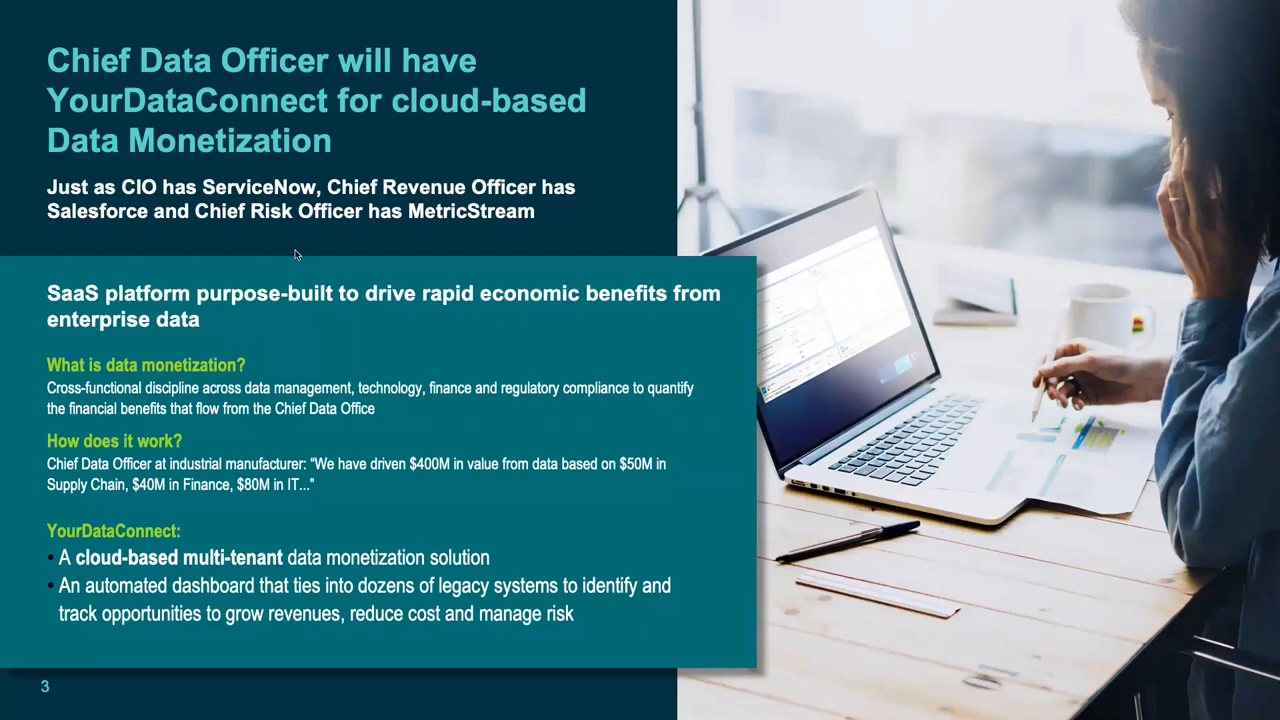 Chief Data Officer will have
YourDataConnect for cloud-based
Data Monetization
Just as CIO has ServiceNow, Chief Revenue Officer has
Salesforce and Chief Risk Officer has MetricStream
SaaS platform purpose-built to drive rapid economic benefits from
enterprise data
What is data monetization?
Cross-functional discipline across data management, technology, finance and regulatory compliance to quantify
the financial benefits that flow from the Chief Data Office
How does it work?
Chief Data Officer at industrial manufacturer: “We have driven $400M in value from data based on $50M in
Supply Chain, $40M in Finance, $80M in IT...”
YourDataConnect:
• A cloud-based multi-tenant data monetization solution
• An automated dashboard that ties into dozens of legacy systems to identify and
track opportunities to grow revenues, reduce cost and manage risk
3